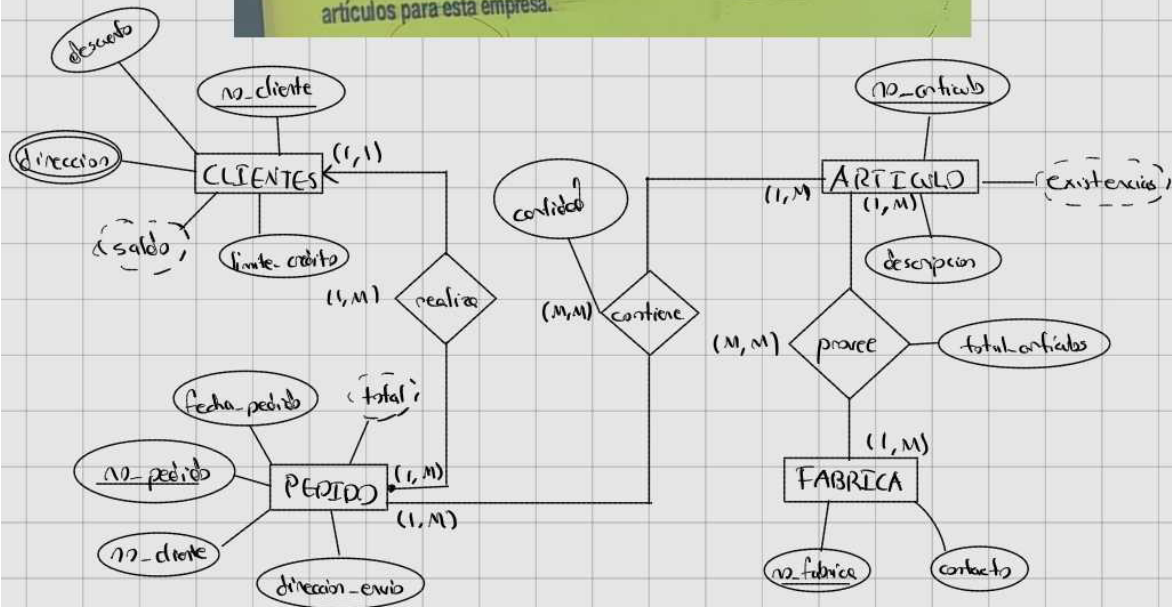 artículos para esta empresa.
descuento
no_cliente
no_articulo
direccion
CLIENTES
(1,1)
cantidad
(1,M)
ARTICULO
(1,M)
existencias
saldo
limite_crédito
descripcion
(1,M)
realiza
(M,M)
contiene
(M,M)
provee
total_articulos
fecha_pedido
total
(1,M)
no_pedido
PEDIDO
(1,M)
FABRICA
(1,M)
no_cliente
direccion_envio
no_fabrica
contacto